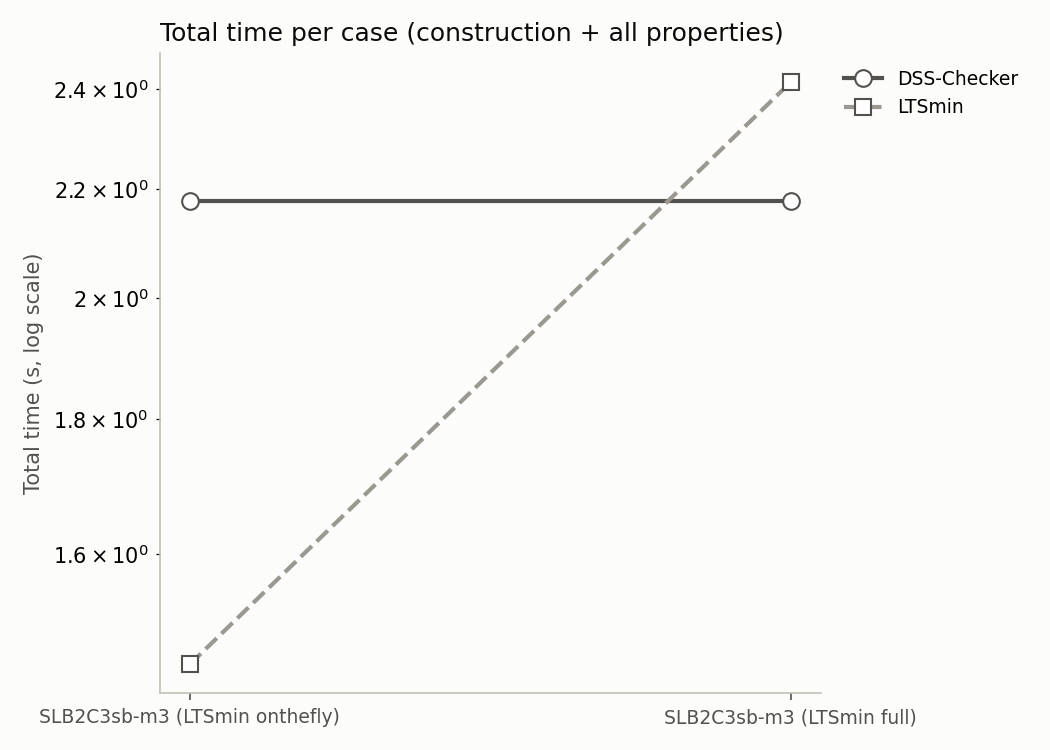 Total time per case (construction + all properties)
2.4 × 10⁰
2.2 × 10⁰
2 × 10⁰
1.8 × 10⁰
1.6 × 10⁰
Total time (s, log scale)
SLB2C3sb-m3 (LTSmin onthefly)
SLB2C3sb-m3 (LTSmin full)
DSS-Checker
LTSmin